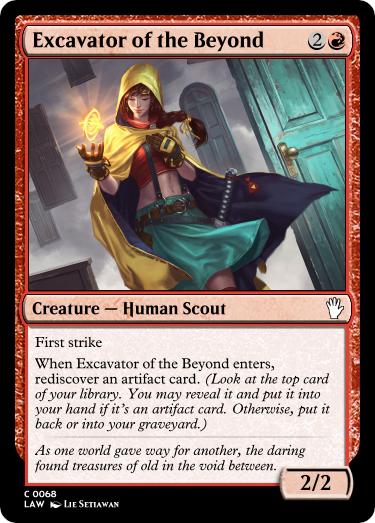 Excavator of the Beyond 2
Creature — Human Scout
First strike
When Excavator of the Beyond enters,
rediscover an artifact card. (Look at the top card
of your library. You may reveal it and put it into
your hand if it's an artifact card. Otherwise, put it
back or into your graveyard.)
As one world gave way for another, the daring
found treasures of old in the void between.
2/2
C 0068
LAW Lie Setiawan